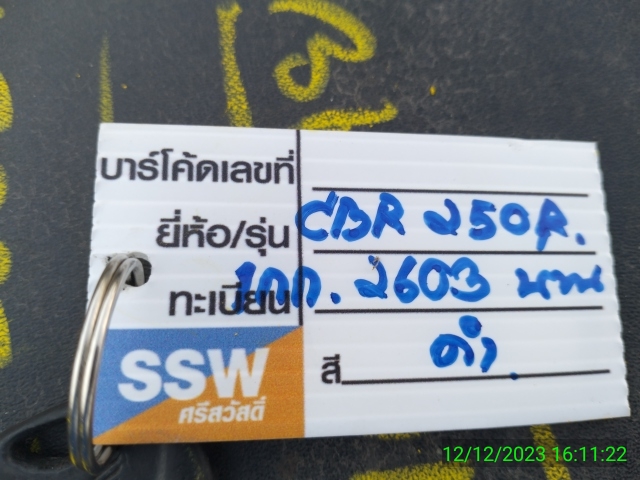 บาร์โค้ดเลขที่
ยี่ห้อ/รุ่น CBR 250R.
ทะเบียน 1กก. 2603
สี ดำ
SSW
ศรีสวัสดิ์
12/12/2023 16:11:22